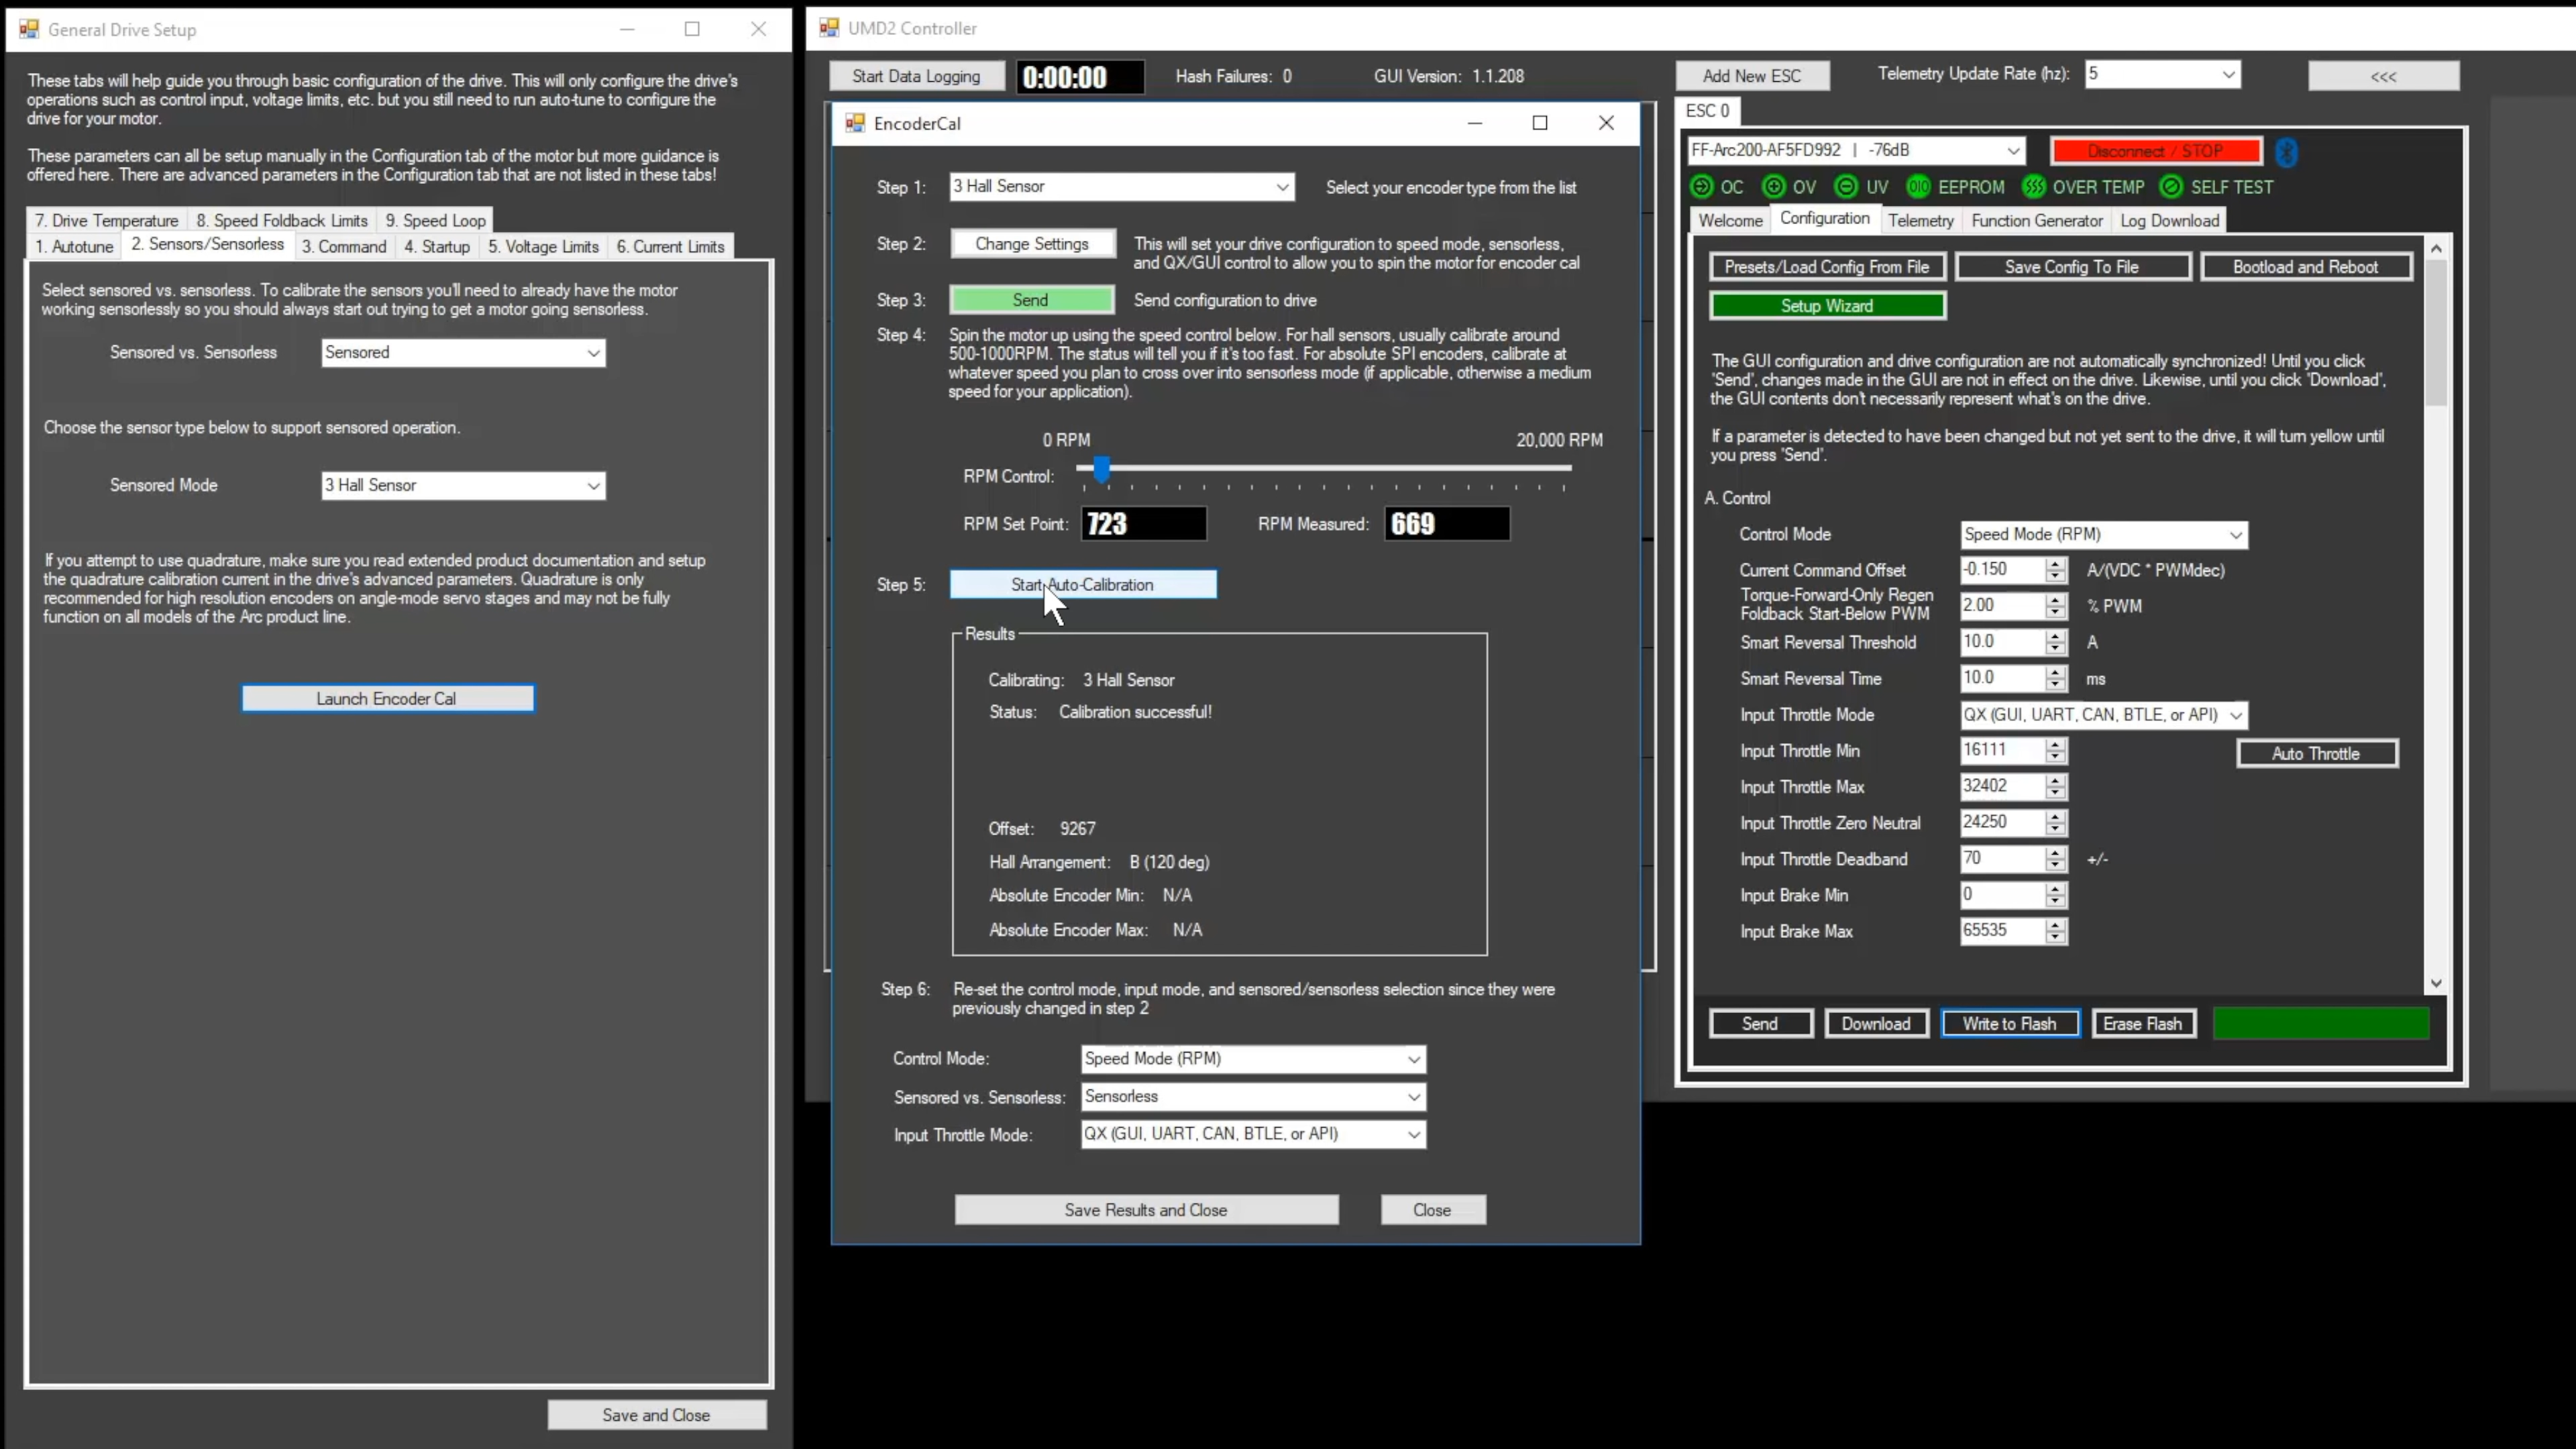 General Drive Setup
These tabs will help guide you through basic configuration of the drive. This will only configure the drive's
operations such as control input, voltage limits, etc. but you still need to run auto-tune to configure the
drive for your motor.
These parameters can all be setup manually in the Configuration tab of the motor but more guidance is
offered here. There are advanced parameters in the Configuration tab that are not listed in these tabs!
7. Drive Temperature 8. Speed Foldback Limits 9. Speed Loop
1. Autotune 2. Sensors/Sensorless 3. Command 4. Startup 5. Voltage Limits 6. Current Limits
Select sensored vs. sensorless. To calibrate the sensors you'll need to already have the motor
working sensorlessly so you should always start out trying to get a motor going sensorless.
Sensored vs. Sensorless Sensored
Choose the sensor type below to support sensored operation.
Sensored Mode 3 Hall Sensor
If you attempt to use quadrature, make sure you read extended product documentation and setup
the quadrature calibration current in the drive's advanced parameters. Quadrature is only
recommended for high resolution encoders on angle-mode servo stages and may not be fully
function on all models of the Arc product line.
Launch Encoder Cal
Save and Close
UMD2 Controller
Start Data Logging 0:00:00 Hash Failures: 0 GUI Version: 1.1.208
EncoderCal
Step 1: 3 Hall Sensor Select your encoder type from the list
Step 2: Change Settings This will set your drive configuration to speed mode, sensorless,
and QX/GUI control to allow you to spin the motor for encoder cal
Step 3: Send Send configuration to drive
Step 4: Spin the motor up using the speed control below. For hall sensors, usually calibrate around
500-1000RPM. The status will tell you if it's too fast. For absolute SPI encoders, calibrate at
whatever speed you plan to cross over into sensorless mode (if applicable, otherwise a medium
speed for your application).
0 RPM 20,000 RPM
RPM Control:
RPM Set Point: 723 RPM Measured: 669
Step 5: Start Auto-Calibration
Results
Calibrating: 3 Hall Sensor
Status: Calibration successful!
Offset: 9267
Hall Arrangement: B (120 deg)
Absolute Encoder Min: N/A
Absolute Encoder Max: N/A
Step 6: Re-set the control mode, input mode, and sensored/sensorless selection since they were
previously changed in step 2
Control Mode: Speed Mode (RPM)
Sensored vs. Sensorless: Sensorless
Input Throttle Mode: QX (GUI, UART, CAN, BTLE, or API)
Save Results and Close Close
Add New ESC Telemetry Update Rate (hz): 5 <<<
ESC 0
FF-Arc200-AF5FD992 | -76dB Disconnect / STOP
OC OV UV EEPROM OVER TEMP SELF TEST
Welcome Configuration Telemetry Function Generator Log Download
Presets/Load Config From File Save Config To File Bootload and Reboot
Setup Wizard
The GUI configuration and drive configuration are not automatically synchronized! Until you click
'Send', changes made in the GUI are not in effect on the drive. Likewise, until you click 'Download',
the GUI contents don't necessarily represent what's on the drive.
If a parameter is detected to have been changed but not yet sent to the drive, it will turn yellow until
you press 'Send'.
A. Control
Control Mode Speed Mode (RPM)
Current Command Offset -0.150 A/(VDC * PWMdec)
Torque-Forward-Only Regen
Foldback Start-Below PWM 2.00 % PWM
Smart Reversal Threshold 10.0 A
Smart Reversal Time 10.0 ms
Input Throttle Mode QX (GUI, UART, CAN, BTLE, or API)
Input Throttle Min 16111 Auto Throttle
Input Throttle Max 32402
Input Throttle Zero Neutral 24250
Input Throttle Deadband 70 +/-
Input Brake Min 0
Input Brake Max 65535
Send Download Write to Flash Erase Flash